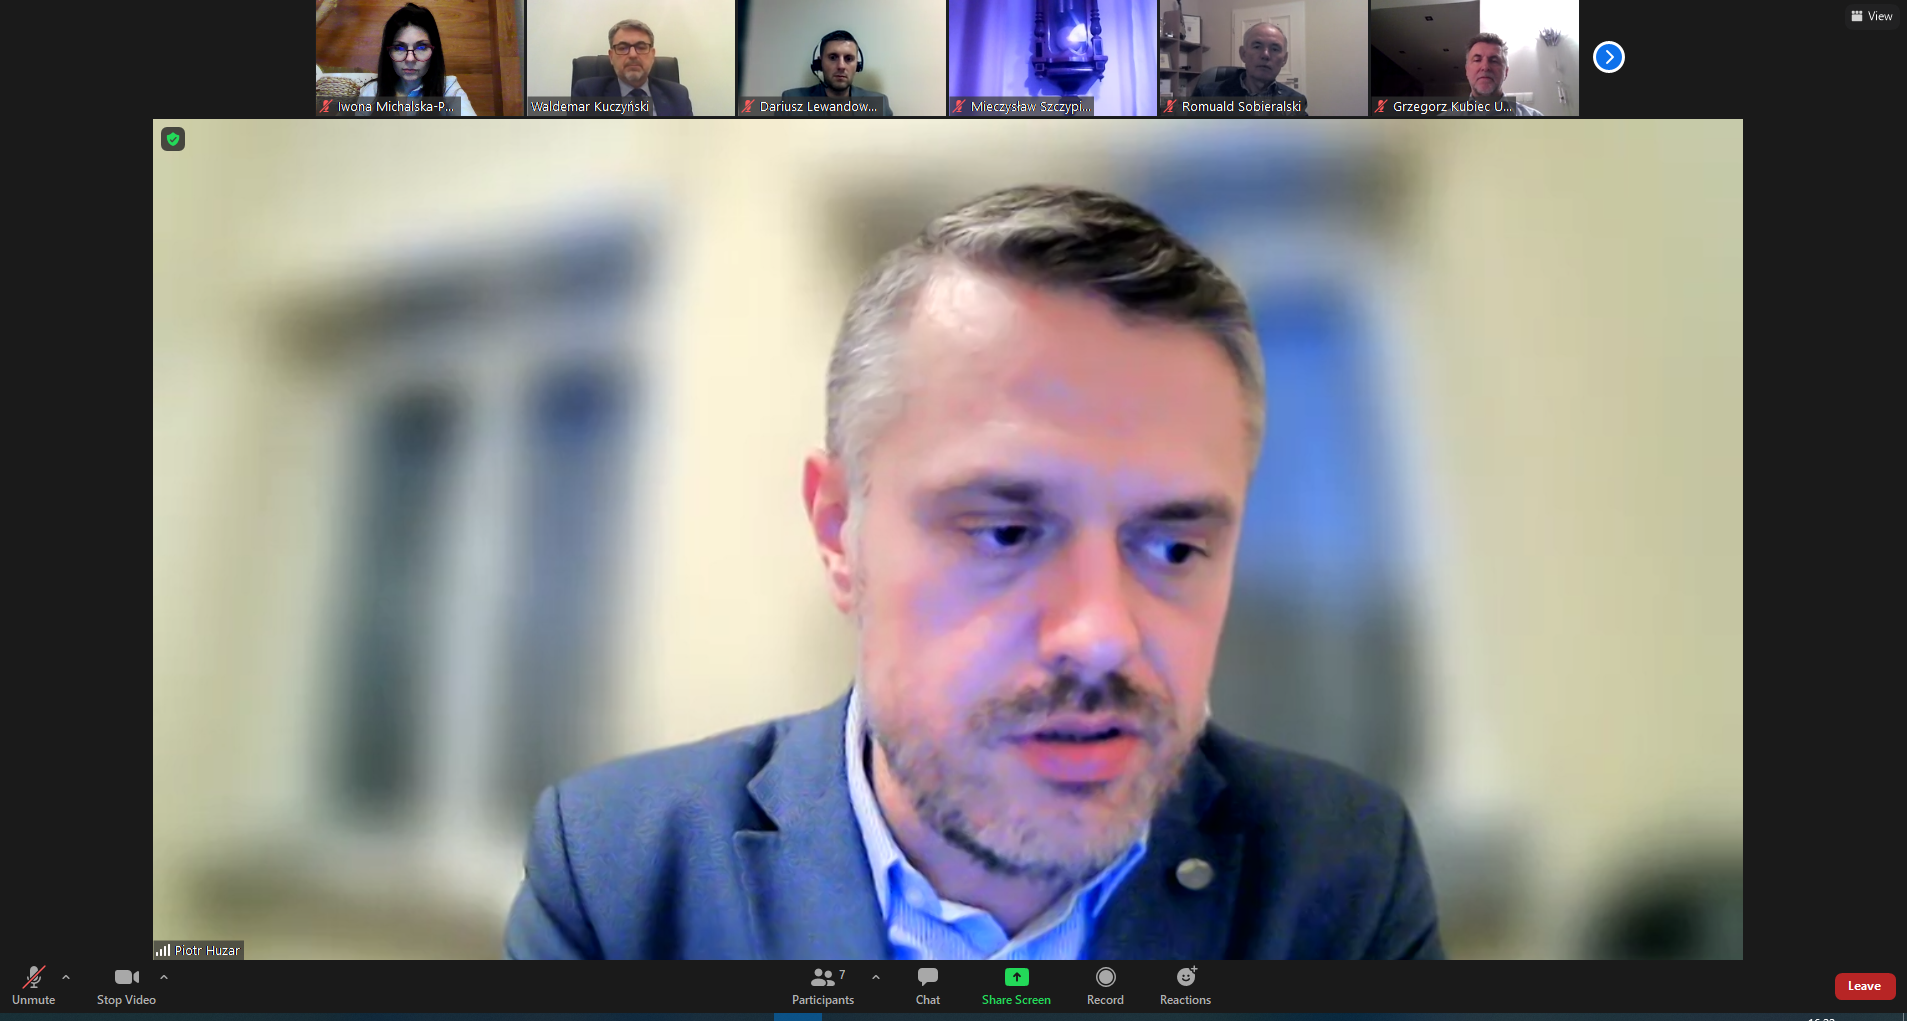 View
Iwona Michalska-P...
Waldemar Kuczyński
Dariusz Lewandow...
Mieczysław Szczypi...
Romuald Sobieralski
Grzegorz Kubiec U...
Piotr Huzar
Unmute
Stop Video
7
Participants
Chat
Share Screen
Record
Reactions
Leave